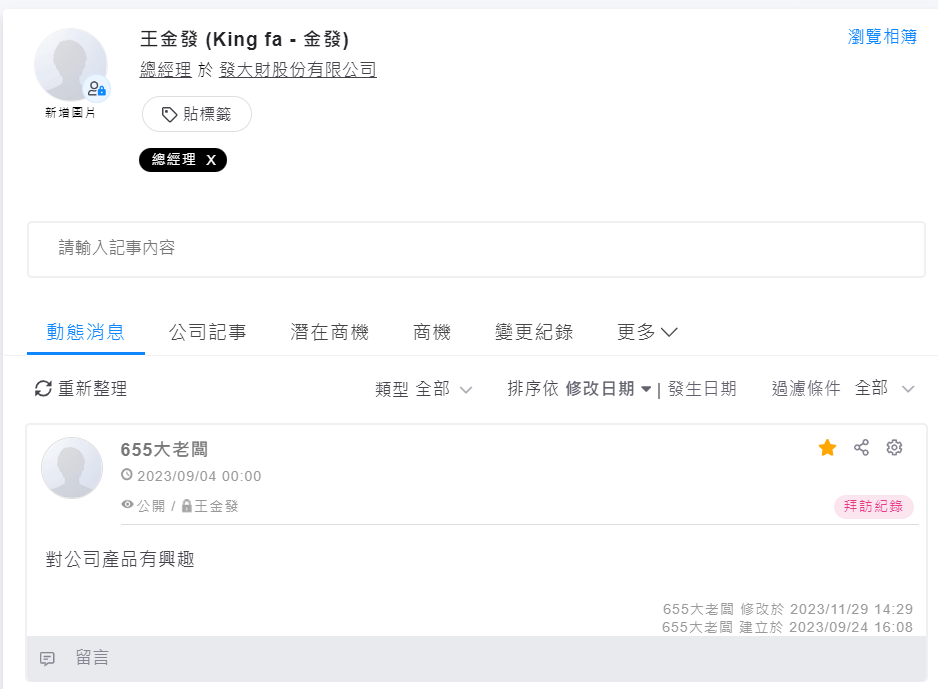 王金發 (King fa - 金發)
瀏覽相簿
總經理 於 發大財股份有限公司
新增圖片
貼標籤
總經理 X
請輸入記事內容
動態消息 公司記事 潛在商機 商機 變更紀錄 更多
重新整理 類型 全部 排序依 修改日期 | 發生日期 過濾條件 全部
655大老闆
2023/09/04 00:00
公開 / 王金發
拜訪紀錄
對公司產品有興趣
655大老闆 修改於 2023/11/29 14:29
655大老闆 建立於 2023/09/24 16:08
留言